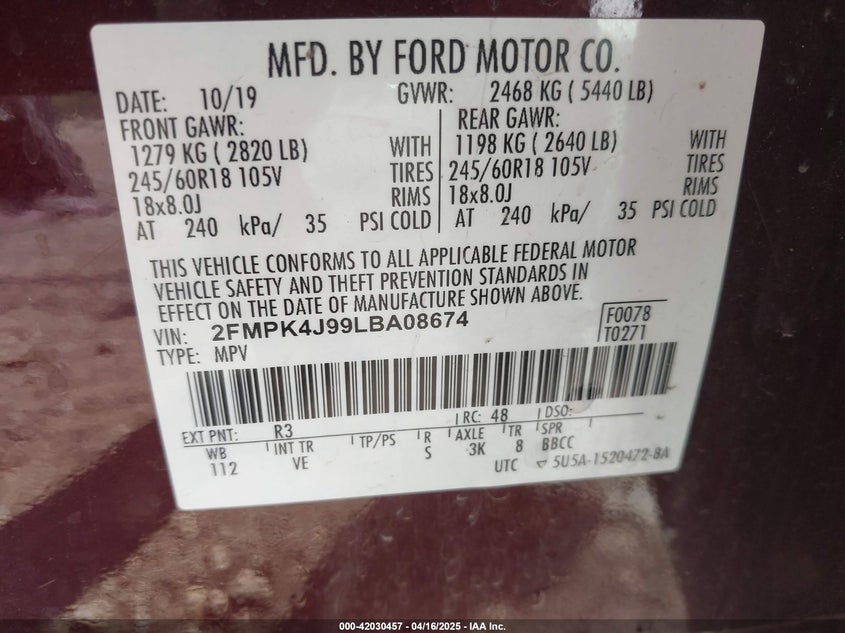 MFD. BY FORD MOTOR CO.
DATE: 10/19 GVWR: 2468 KG ( 5440 LB)
FRONT GAWR: REAR GAWR:
1279 KG ( 2820 LB) WITH 1198 KG ( 2640 LB) WITH
245/60R18 105V TIRES 245/60R18 105V TIRES
18x8.0J RIMS 18x8.0J RIMS
AT 240 kPa/ 35 PSI COLD AT 240 kPa/ 35 PSI COLD
THIS VEHICLE CONFORMS TO ALL APPLICABLE FEDERAL MOTOR
VEHICLE SAFETY AND THEFT PREVENTION STANDARDS IN
EFFECT ON THE DATE OF MANUFACTURE SHOWN ABOVE.
VIN: 2FMPK4J99LBA08674 F0078
TYPE: MPV T0271
EXT PNT: R3 RC: 48 DSO:
WB INT TR TP/PS R AXLE TR SPR
112 VE S 3K 8 BBCC
UTC 5U5A-1520472-BA
000-42030457 - 04/16/2025 - IAA Inc.